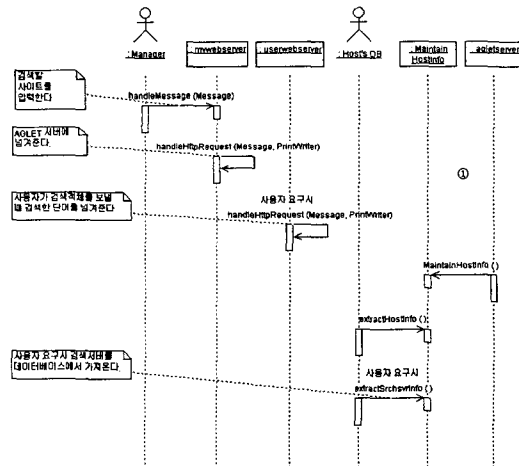 : Manager
: mwebserver
: userwebserver
: Host's DB
: Maintain
HostInfo
: agletserver
검색할
사이트를
입력한다
handleMessage (Message)
AGLET 서버에
넘겨준다.
handleHttpRequest (Message, PrintWriter)
①
사용자가 검색객체를 보낼
때 검색한 단어를 넘겨준다
사용자 요구시
handleHttpRequest (Message, PrintWriter)
MaintainHostInfo ( )
extractHostInfo ( )
사용자 요구시 검색서버를
데이터베이스에서 가져온다.
사용자 요구시
extractSrchsvrInfo ( )